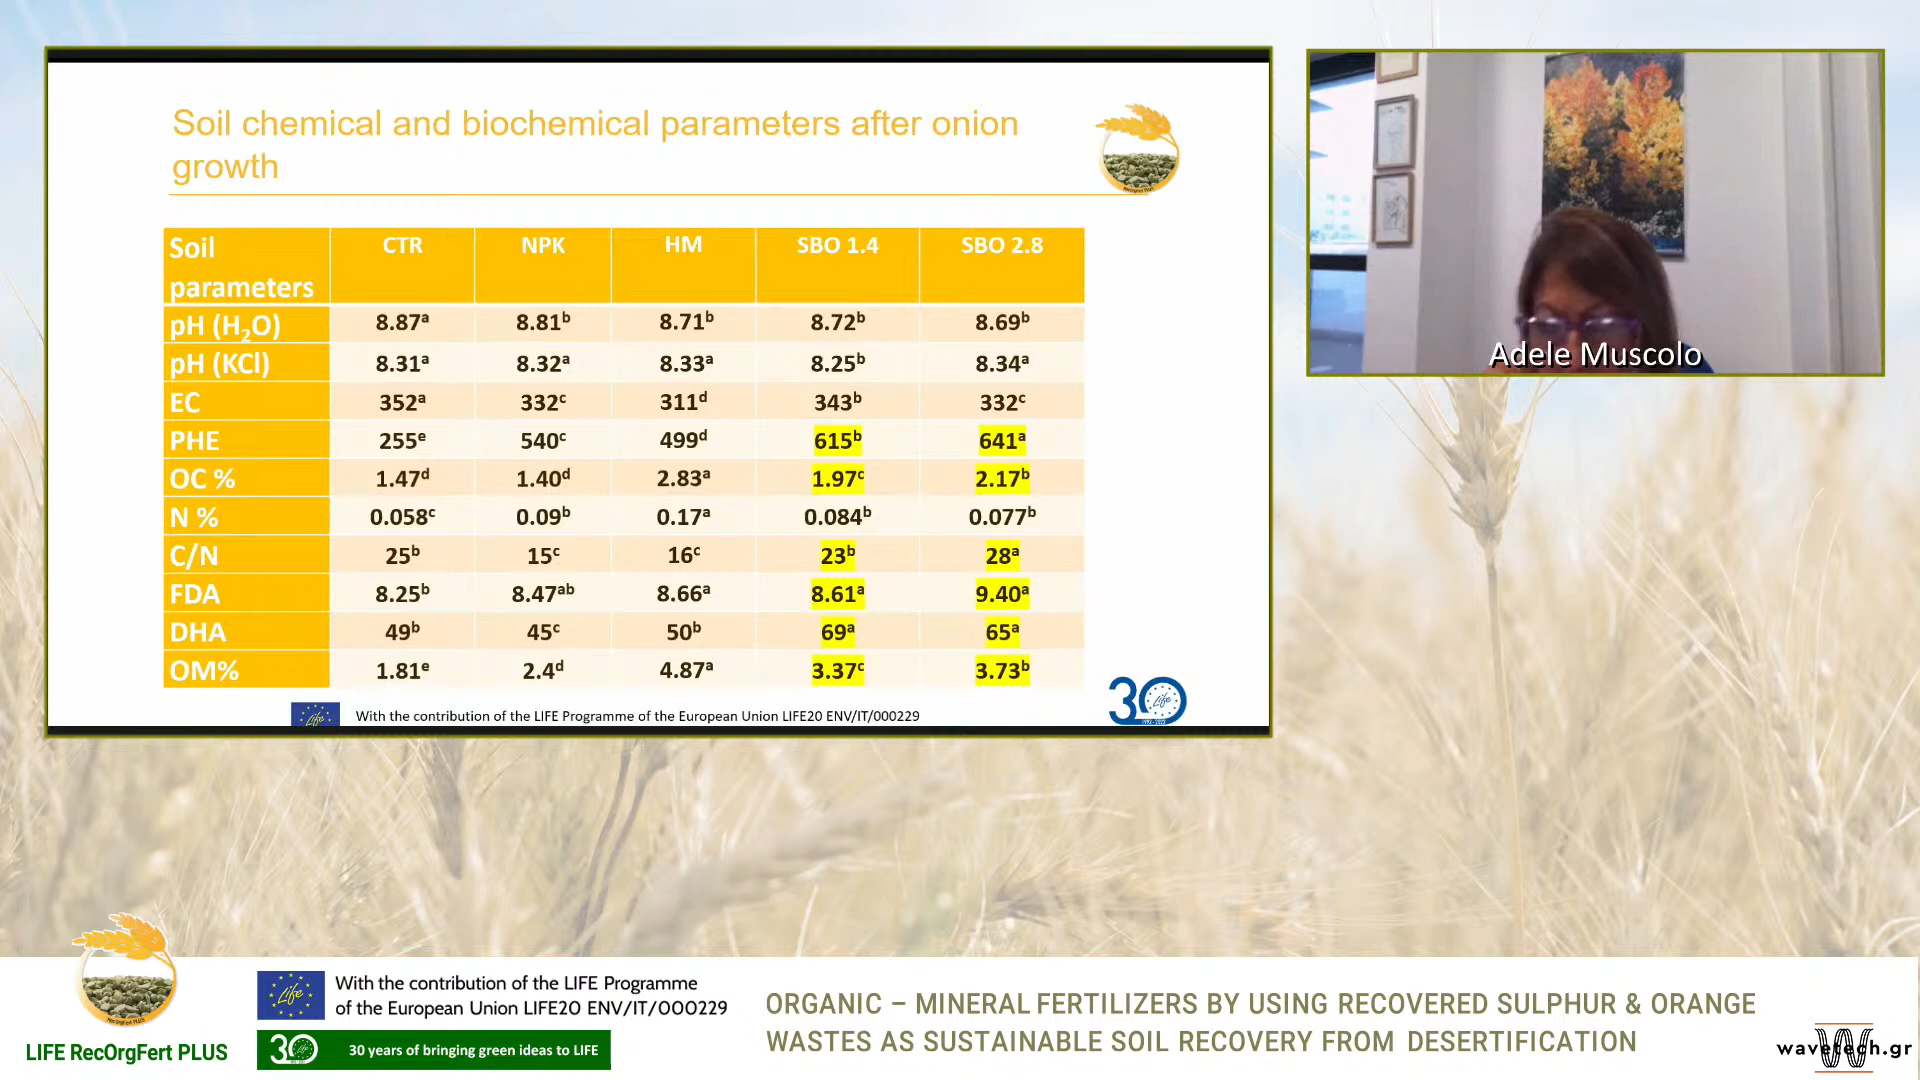 Soil chemical and biochemical parameters after onion
growth
Soil parameters CTR NPK HM SBO 1.4 SBO 2.8
pH (H₂O) 8.87ᵃ 8.81ᵇ 8.71ᵇ 8.72ᵇ 8.69ᵇ
pH (KCl) 8.31ᵃ 8.32ᵃ 8.33ᵃ 8.25ᵇ 8.34ᵃ
EC 352ᵃ 332ᶜ 311ᵈ 343ᵇ 332ᶜ
PHE 255ᵉ 540ᶜ 499ᵈ 615ᵇ 641ᵃ
OC % 1.47ᵈ 1.40ᵈ 2.83ᵃ 1.97ᶜ 2.17ᵇ
N % 0.058ᶜ 0.09ᵇ 0.17ᵃ 0.084ᵇ 0.077ᵇ
C/N 25ᵇ 15ᶜ 16ᶜ 23ᵇ 28ᵃ
FDA 8.25ᵇ 8.47ᵃᵇ 8.66ᵃ 8.61ᵃ 9.40ᵃ
DHA 49ᵇ 45ᶜ 50ᵇ 69ᵃ 65ᵃ
OM% 1.81ᵉ 2.4ᵈ 4.87ᵃ 3.37ᶜ 3.73ᵇ
Life
With the contribution of the LIFE Programme of the European Union LIFE20 ENV/IT/000229
30 Life
Adele Muscolo
LIFE RecOrgFert PLUS
Life
With the contribution of the LIFE Programme
of the European Union LIFE20 ENV/IT/000229
30 Life
30 years of bringing green ideas to LIFE
ORGANIC – MINERAL FERTILIZERS BY USING RECOVERED SULPHUR & ORANGE
WASTES AS SUSTAINABLE SOIL RECOVERY FROM DESERTIFICATION
wavetech.gr